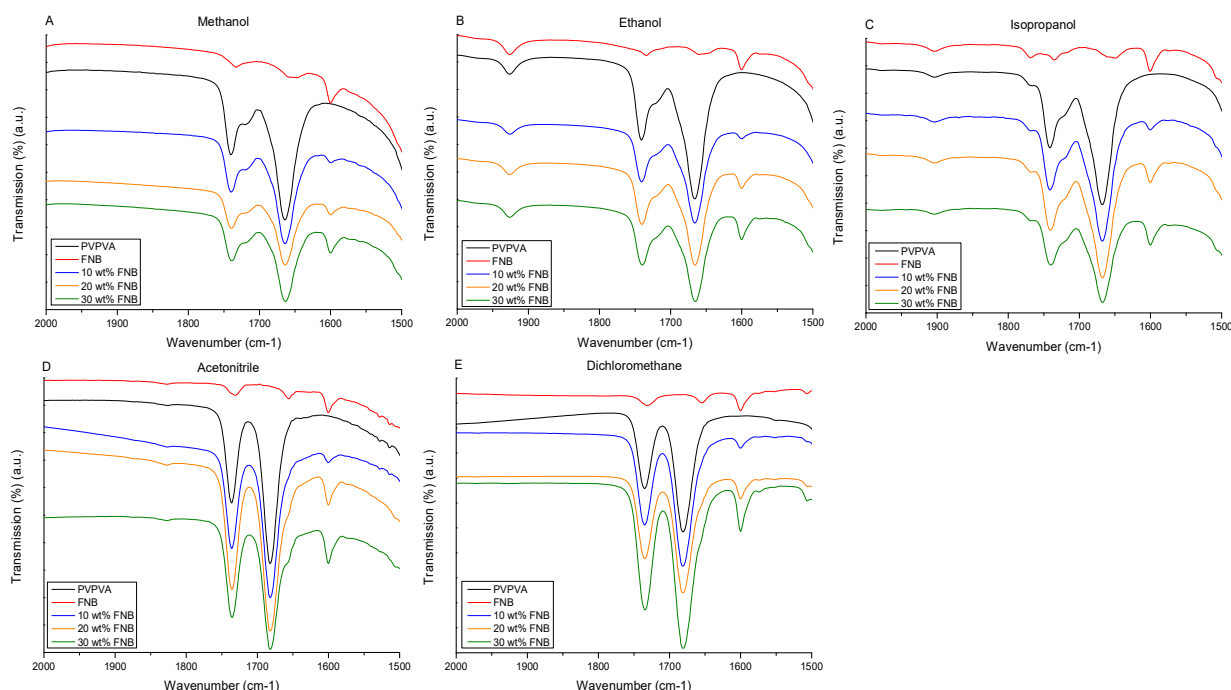 A
Methanol
Transmission (%) (a.u.)
PVPVA
FNB
10 wt% FNB
20 wt% FNB
30 wt% FNB
2000 1900 1800 1700 1600 1500
Wavenumber (cm-1)
B
Ethanol
Transmission (%) (a.u.)
PVPVA
FNB
10 wt% FNB
20 wt% FNB
30 wt% FNB
2000 1900 1800 1700 1600 1500
Wavenumber (cm-1)
C
Isopropanol
Transmission (%) (a.u.)
PVPVA
FNB
10 wt% FNB
20 wt% FNB
30 wt% FNB
2000 1900 1800 1700 1600 1500
Wavenumber (cm-1)
D
Acetonitrile
Transmission (%) (a.u.)
PVPVA
FNB
10 wt% FNB
20 wt% FNB
30 wt% FNB
2000 1900 1800 1700 1600 1500
Wavenumber (cm-1)
E
Dichloromethane
Transmission (%) (a.u.)
PVPVA
FNB
10 wt% FNB
20 wt% FNB
30 wt% FNB
2000 1900 1800 1700 1600 1500
Wavenumber (cm-1)